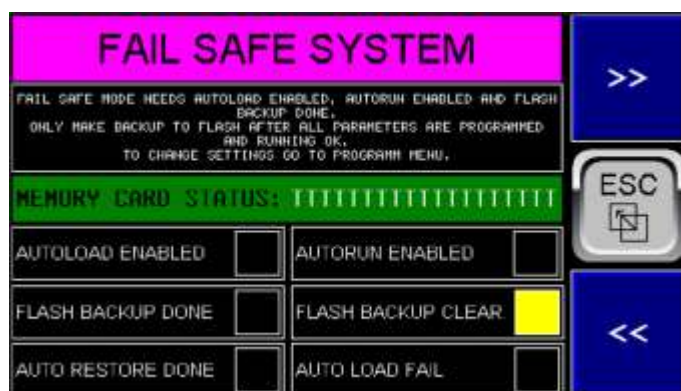 FAIL SAFE SYSTEM
>>
FAIL SAFE MODE NEEDS AUTOLOAD ENABLED, AUTORUN ENABLED AND FLASH
BACKUP DONE.
ONLY MAKE BACKUP TO FLASH AFTER ALL PARAMETERS ARE PROGRAMMED
AND RUNNING OK.
TO CHANGE SETTINGS GO TO PROGRAMM MENU.
ESC
MEMORY CARD STATUS: TTTTTTTTTTTTTTTTTTTT
AUTOLOAD ENABLED
AUTORUN ENABLED
FLASH BACKUP DONE
FLASH BACKUP CLEAR
<<
AUTO RESTORE DONE
AUTO LOAD FAIL